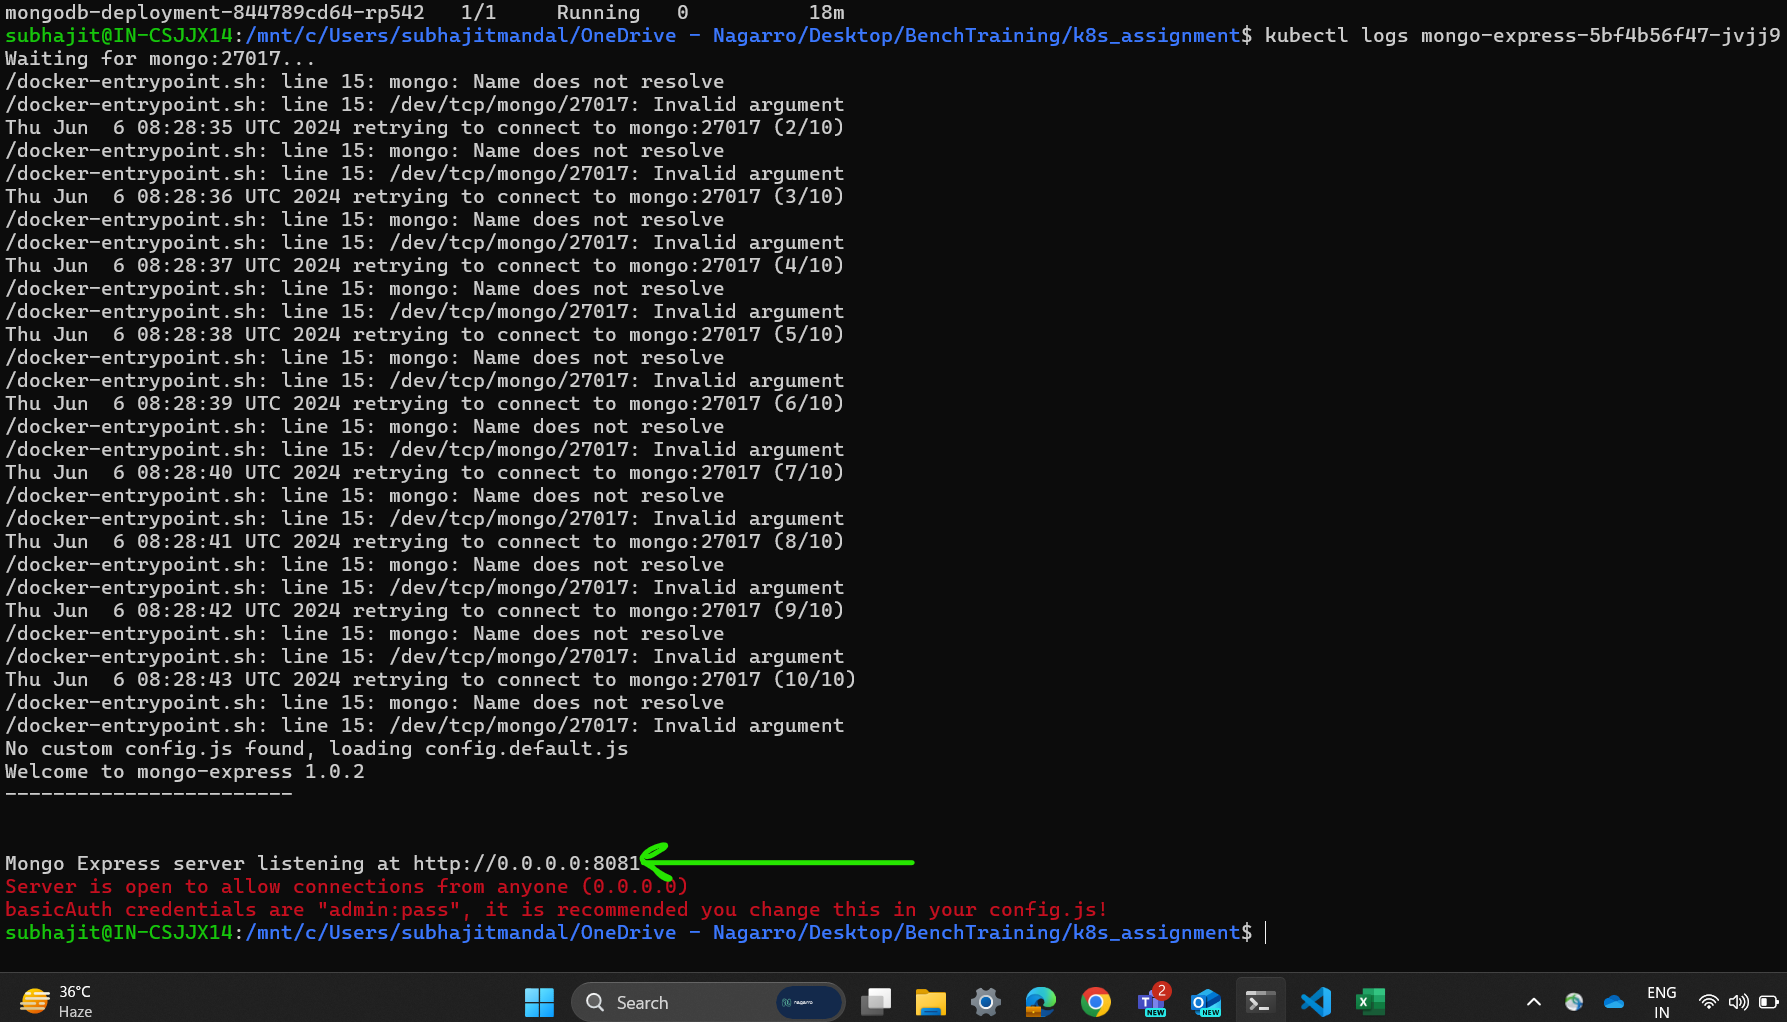 mongodb-deployment-844789cd64-rp542   1/1     Running   0          18m
subhajit@IN-CSJJX14:/mnt/c/Users/subhajitmandal/OneDrive - Nagarro/Desktop/BenchTraining/k8s_assignment$ kubectl logs mongo-express-5bf4b56f47-jvjj9
Waiting for mongo:27017...
/docker-entrypoint.sh: line 15: mongo: Name does not resolve
/docker-entrypoint.sh: line 15: /dev/tcp/mongo/27017: Invalid argument
Thu Jun  6 08:28:35 UTC 2024 retrying to connect to mongo:27017 (2/10)
/docker-entrypoint.sh: line 15: mongo: Name does not resolve
/docker-entrypoint.sh: line 15: /dev/tcp/mongo/27017: Invalid argument
Thu Jun  6 08:28:36 UTC 2024 retrying to connect to mongo:27017 (3/10)
/docker-entrypoint.sh: line 15: mongo: Name does not resolve
/docker-entrypoint.sh: line 15: /dev/tcp/mongo/27017: Invalid argument
Thu Jun  6 08:28:37 UTC 2024 retrying to connect to mongo:27017 (4/10)
/docker-entrypoint.sh: line 15: mongo: Name does not resolve
/docker-entrypoint.sh: line 15: /dev/tcp/mongo/27017: Invalid argument
Thu Jun  6 08:28:38 UTC 2024 retrying to connect to mongo:27017 (5/10)
/docker-entrypoint.sh: line 15: mongo: Name does not resolve
/docker-entrypoint.sh: line 15: /dev/tcp/mongo/27017: Invalid argument
Thu Jun  6 08:28:39 UTC 2024 retrying to connect to mongo:27017 (6/10)
/docker-entrypoint.sh: line 15: mongo: Name does not resolve
/docker-entrypoint.sh: line 15: /dev/tcp/mongo/27017: Invalid argument
Thu Jun  6 08:28:40 UTC 2024 retrying to connect to mongo:27017 (7/10)
/docker-entrypoint.sh: line 15: mongo: Name does not resolve
/docker-entrypoint.sh: line 15: /dev/tcp/mongo/27017: Invalid argument
Thu Jun  6 08:28:41 UTC 2024 retrying to connect to mongo:27017 (8/10)
/docker-entrypoint.sh: line 15: mongo: Name does not resolve
/docker-entrypoint.sh: line 15: /dev/tcp/mongo/27017: Invalid argument
Thu Jun  6 08:28:42 UTC 2024 retrying to connect to mongo:27017 (9/10)
/docker-entrypoint.sh: line 15: mongo: Name does not resolve
/docker-entrypoint.sh: line 15: /dev/tcp/mongo/27017: Invalid argument
Thu Jun  6 08:28:43 UTC 2024 retrying to connect to mongo:27017 (10/10)
/docker-entrypoint.sh: line 15: mongo: Name does not resolve
/docker-entrypoint.sh: line 15: /dev/tcp/mongo/27017: Invalid argument
No custom config.js found, loading config.default.js
Welcome to mongo-express 1.0.2
------------------------
Mongo Express server listening at http://0.0.0.0:8081
Server is open to allow connections from anyone (0.0.0.0)
basicAuth credentials are "admin:pass", it is recommended you change this in your config.js!
subhajit@IN-CSJJX14:/mnt/c/Users/subhajitmandal/OneDrive - Nagarro/Desktop/BenchTraining/k8s_assignment$
36°C
Haze
Search
nagarro
2
NEW
NEW
ENG
IN